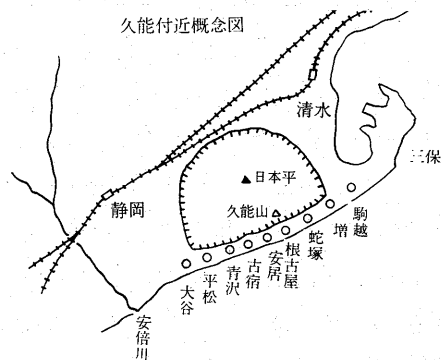 久能付近概念図
清水
三保
日本平
久能山
静岡
駒越
増
蛇塚
根古屋
安居
古宿
青沢
平松
大谷
安倍川